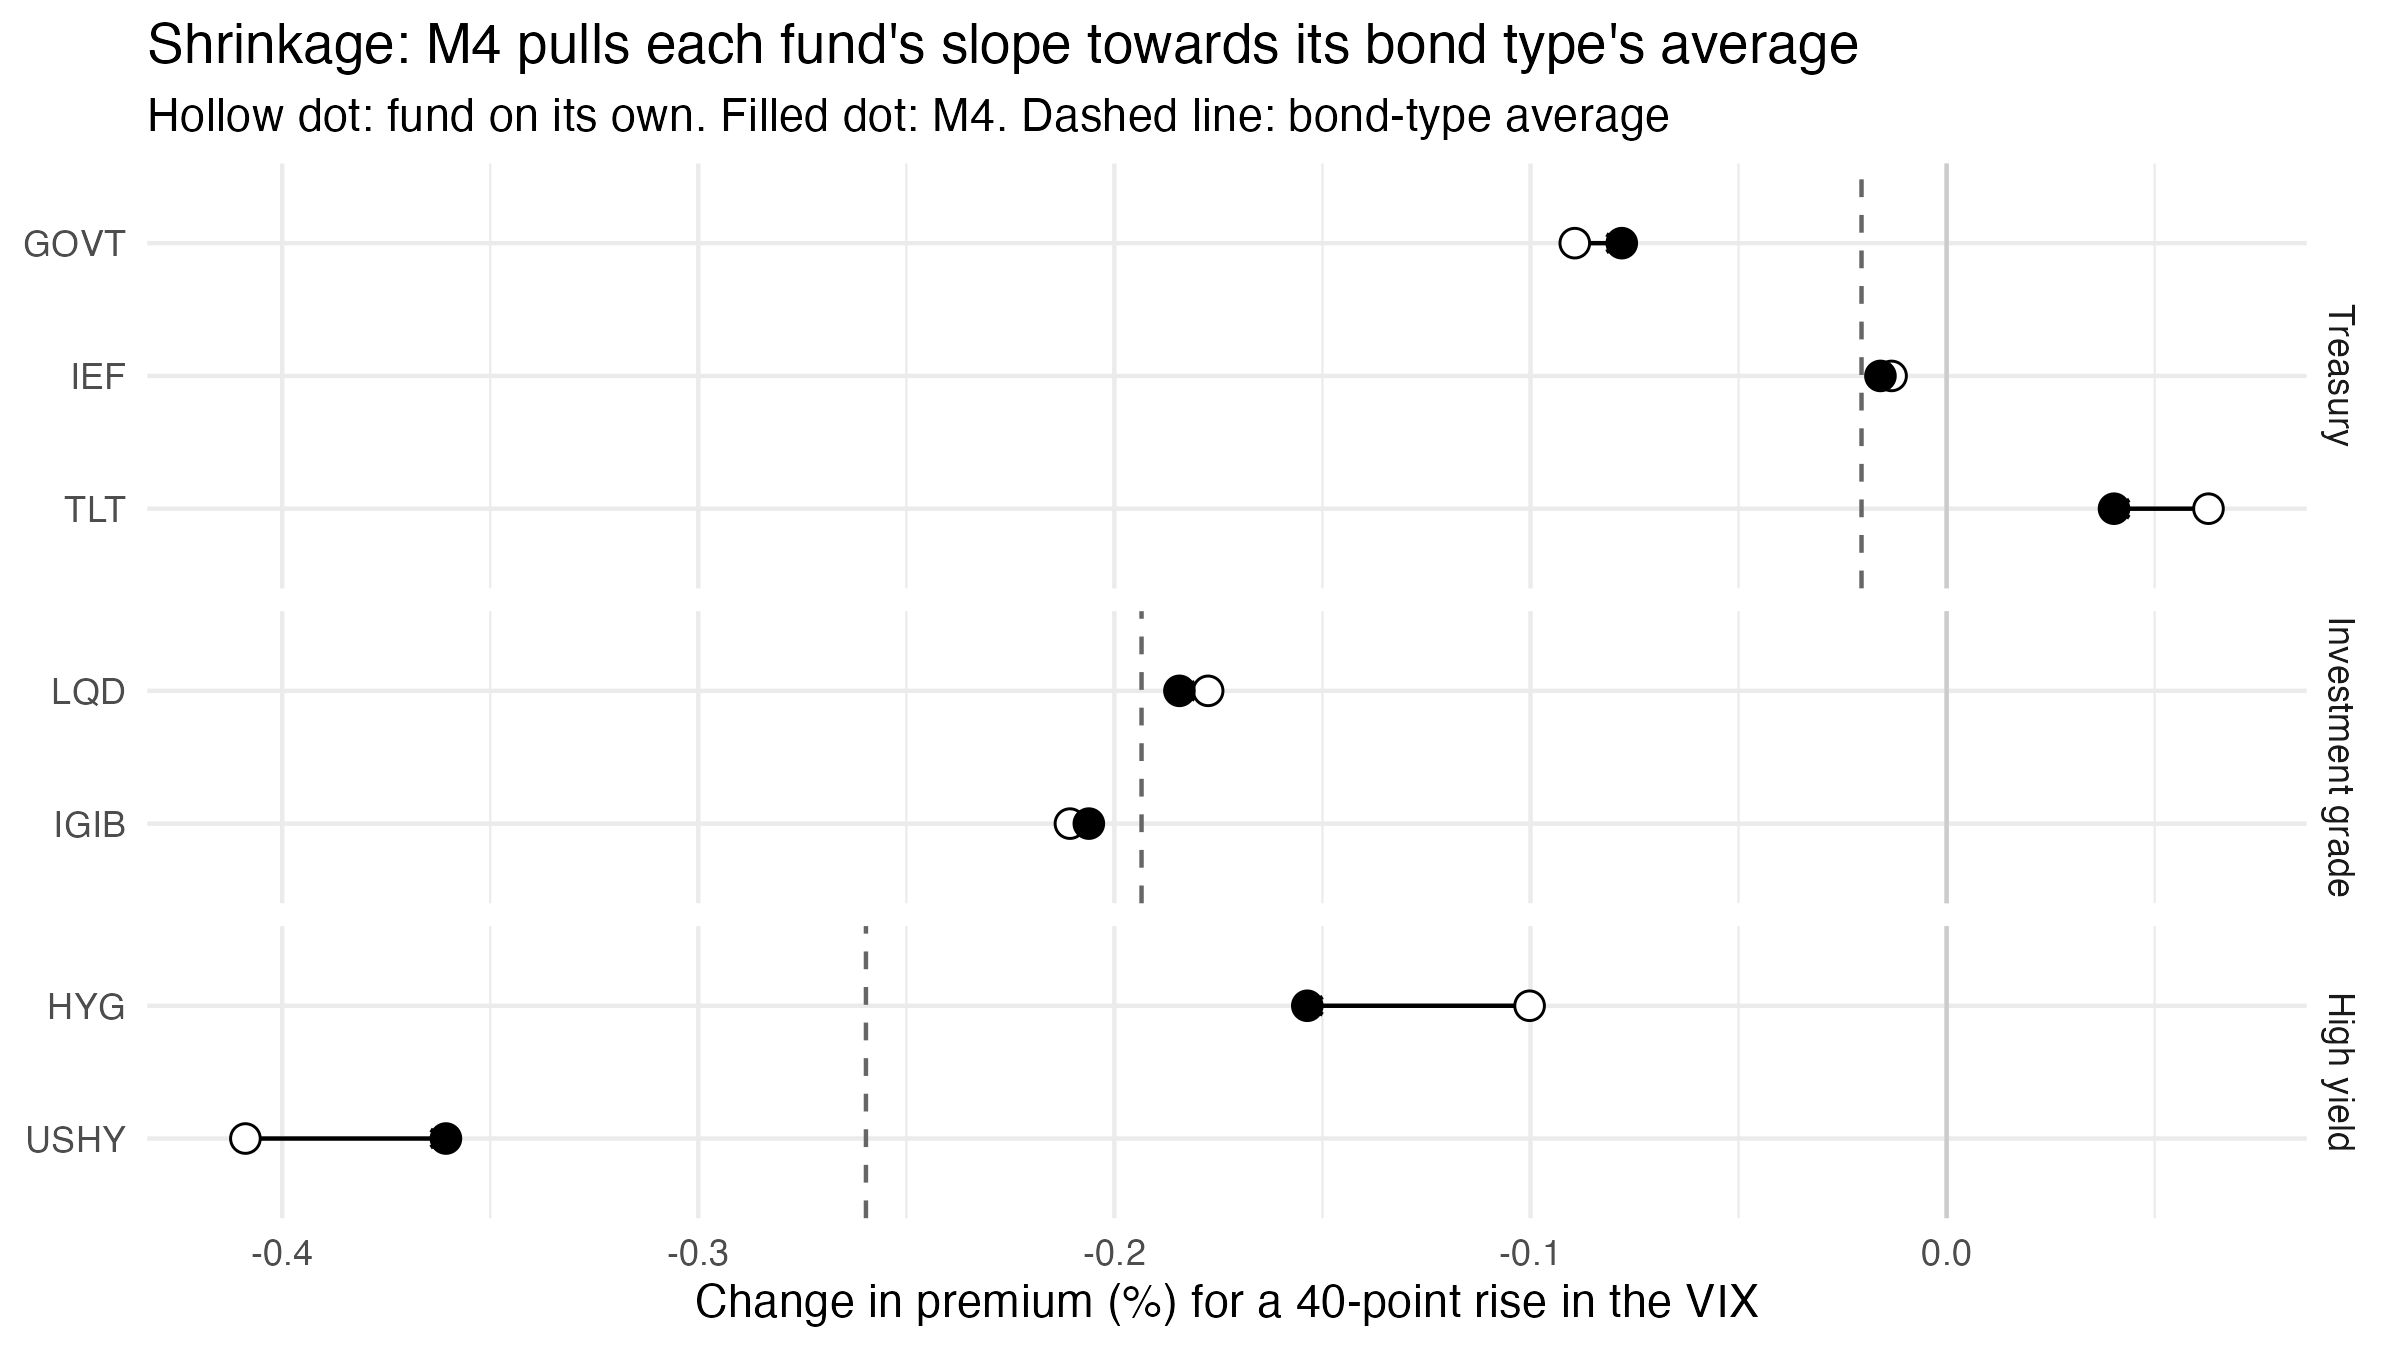 Shrinkage: M4 pulls each fund's slope towards its bond type's average
Hollow dot: fund on its own. Filled dot: M4. Dashed line: bond-type average
GOVT
IEF
TLT
Treasury
LQD
IGIB
Investment grade
HYG
USHY
High yield
-0.4 -0.3 -0.2 -0.1 0.0
Change in premium (%) for a 40-point rise in the VIX